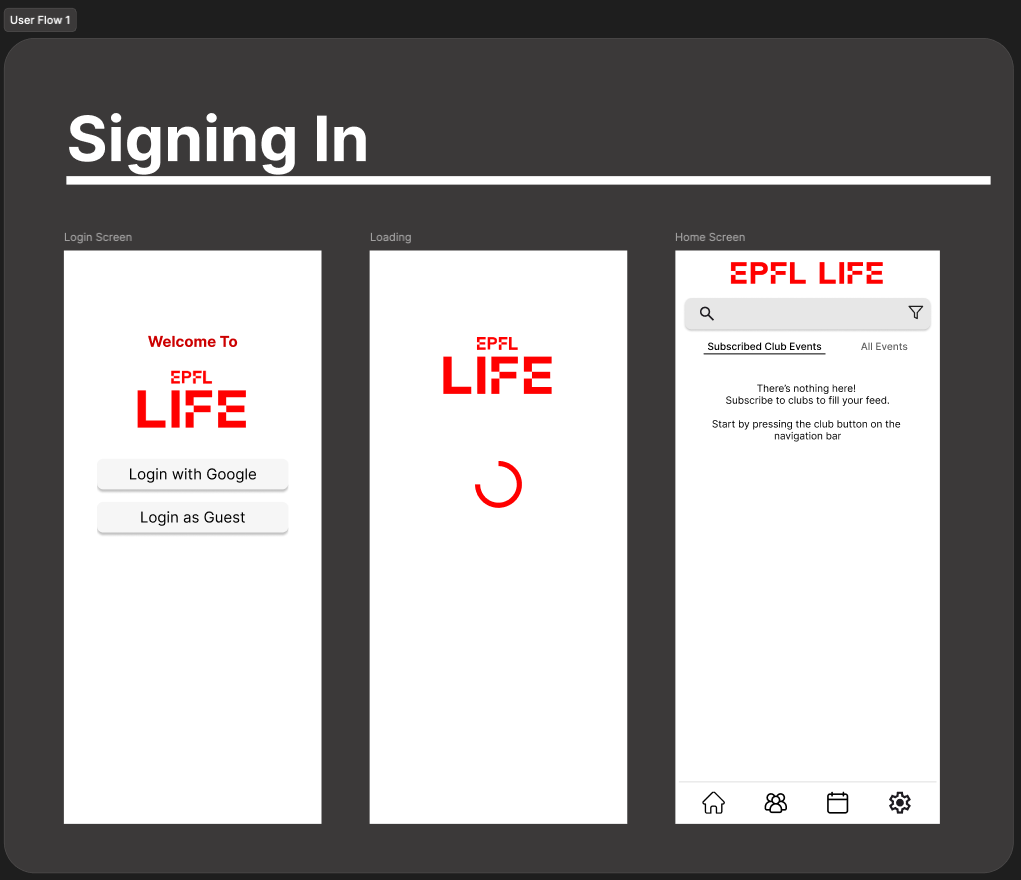 User Flow 1
Signing In
Login Screen
Welcome To
EPFL
LIFE
Login with Google
Login as Guest
Loading
EPFL
LIFE
Home Screen
EPFL LIFE
Subscribed Club Events
All Events
There's nothing here!
Subscribe to clubs to fill your feed.
Start by pressing the club button on the
navigation bar